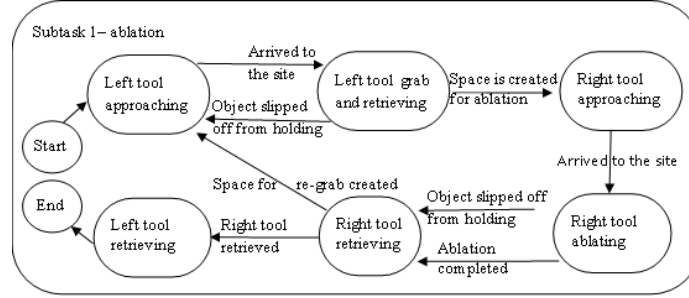 Subtask 1– ablation
Arrived to
the site
Left tool
approaching
Left tool grab
and retrieving
Space is created
for ablation
Right tool
approaching
Object slipped
off from holding
Start
Arrived to the site
Space for re-grab created
End
Left tool
retrieving
Right tool
retrieved
Right tool
retrieving
Object slipped off
from holding
Ablation
completed
Right tool
ablating